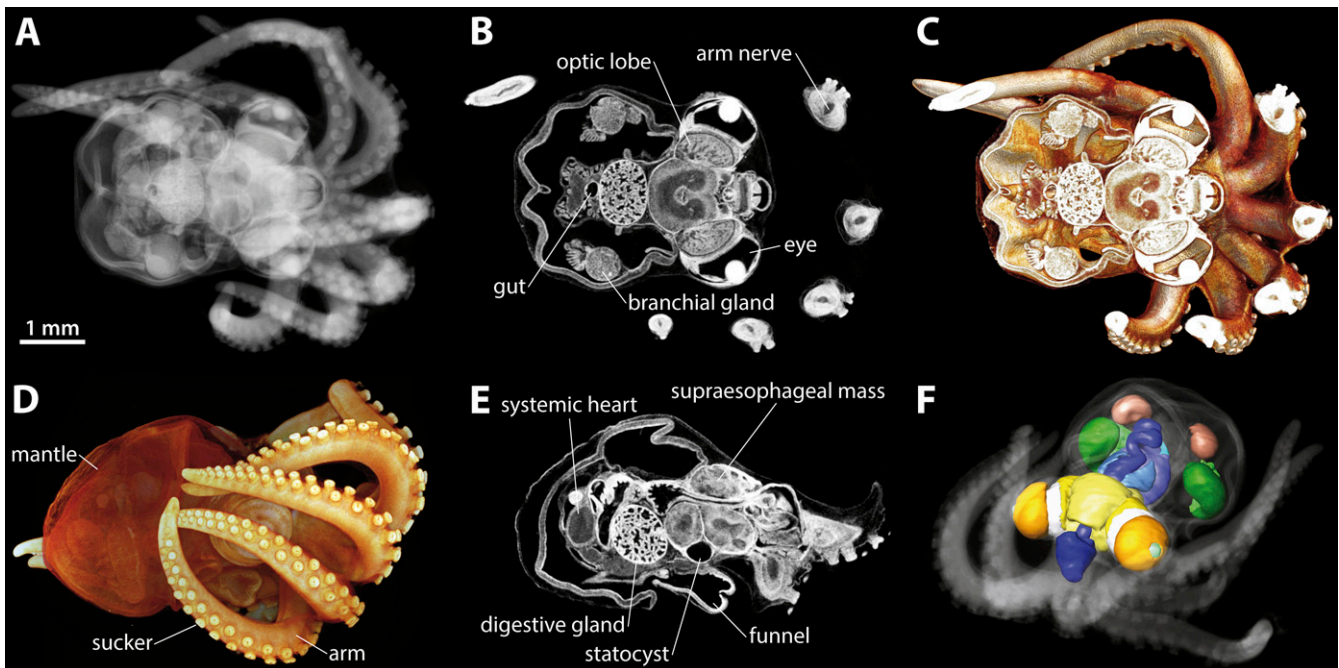 A
1 mm
B
optic lobe
arm nerve
eye
gut
branchial gland
C
D
mantle
sucker
arm
E
systemic heart
supraesophageal mass
digestive gland
statocyst
funnel
F